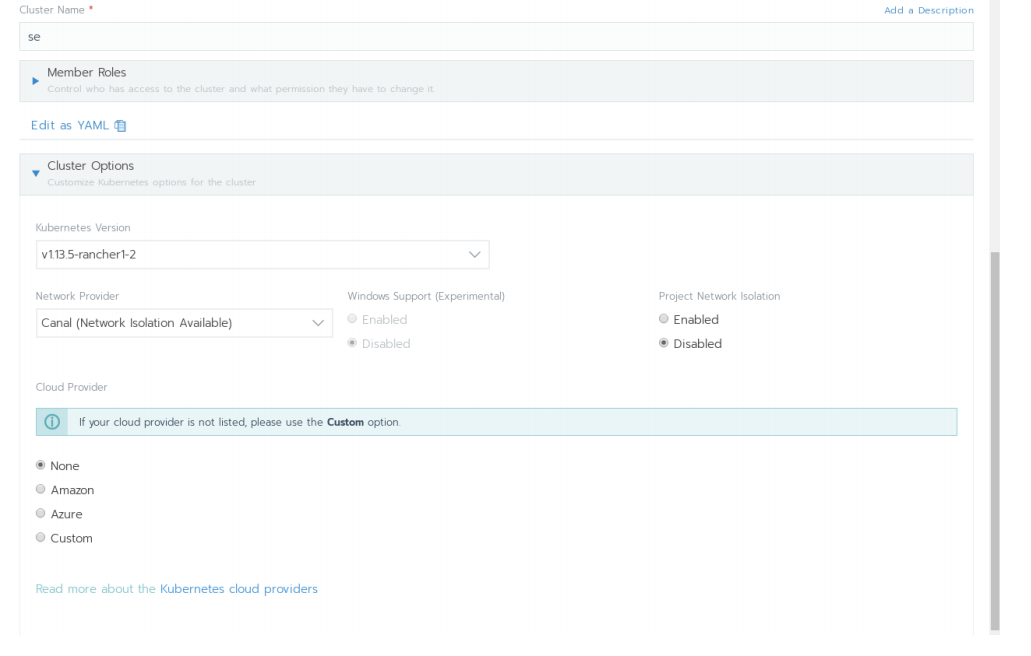 Cluster Name *
Add a Description
se
Member Roles
Control who has access to the cluster and what permission they have to change it
Edit as YAML
Cluster Options
Customize Kubernetes options for the cluster
Kubernetes Version
v1.13.5-rancher1-2
Network Provider
Windows Support (Experimental)
Project Network Isolation
Canal (Network Isolation Available)
Enabled
Enabled
Disabled
Disabled
Cloud Provider
If your cloud provider is not listed, please use the Custom option.
None
Amazon
Azure
Custom
Read more about the Kubernetes cloud providers